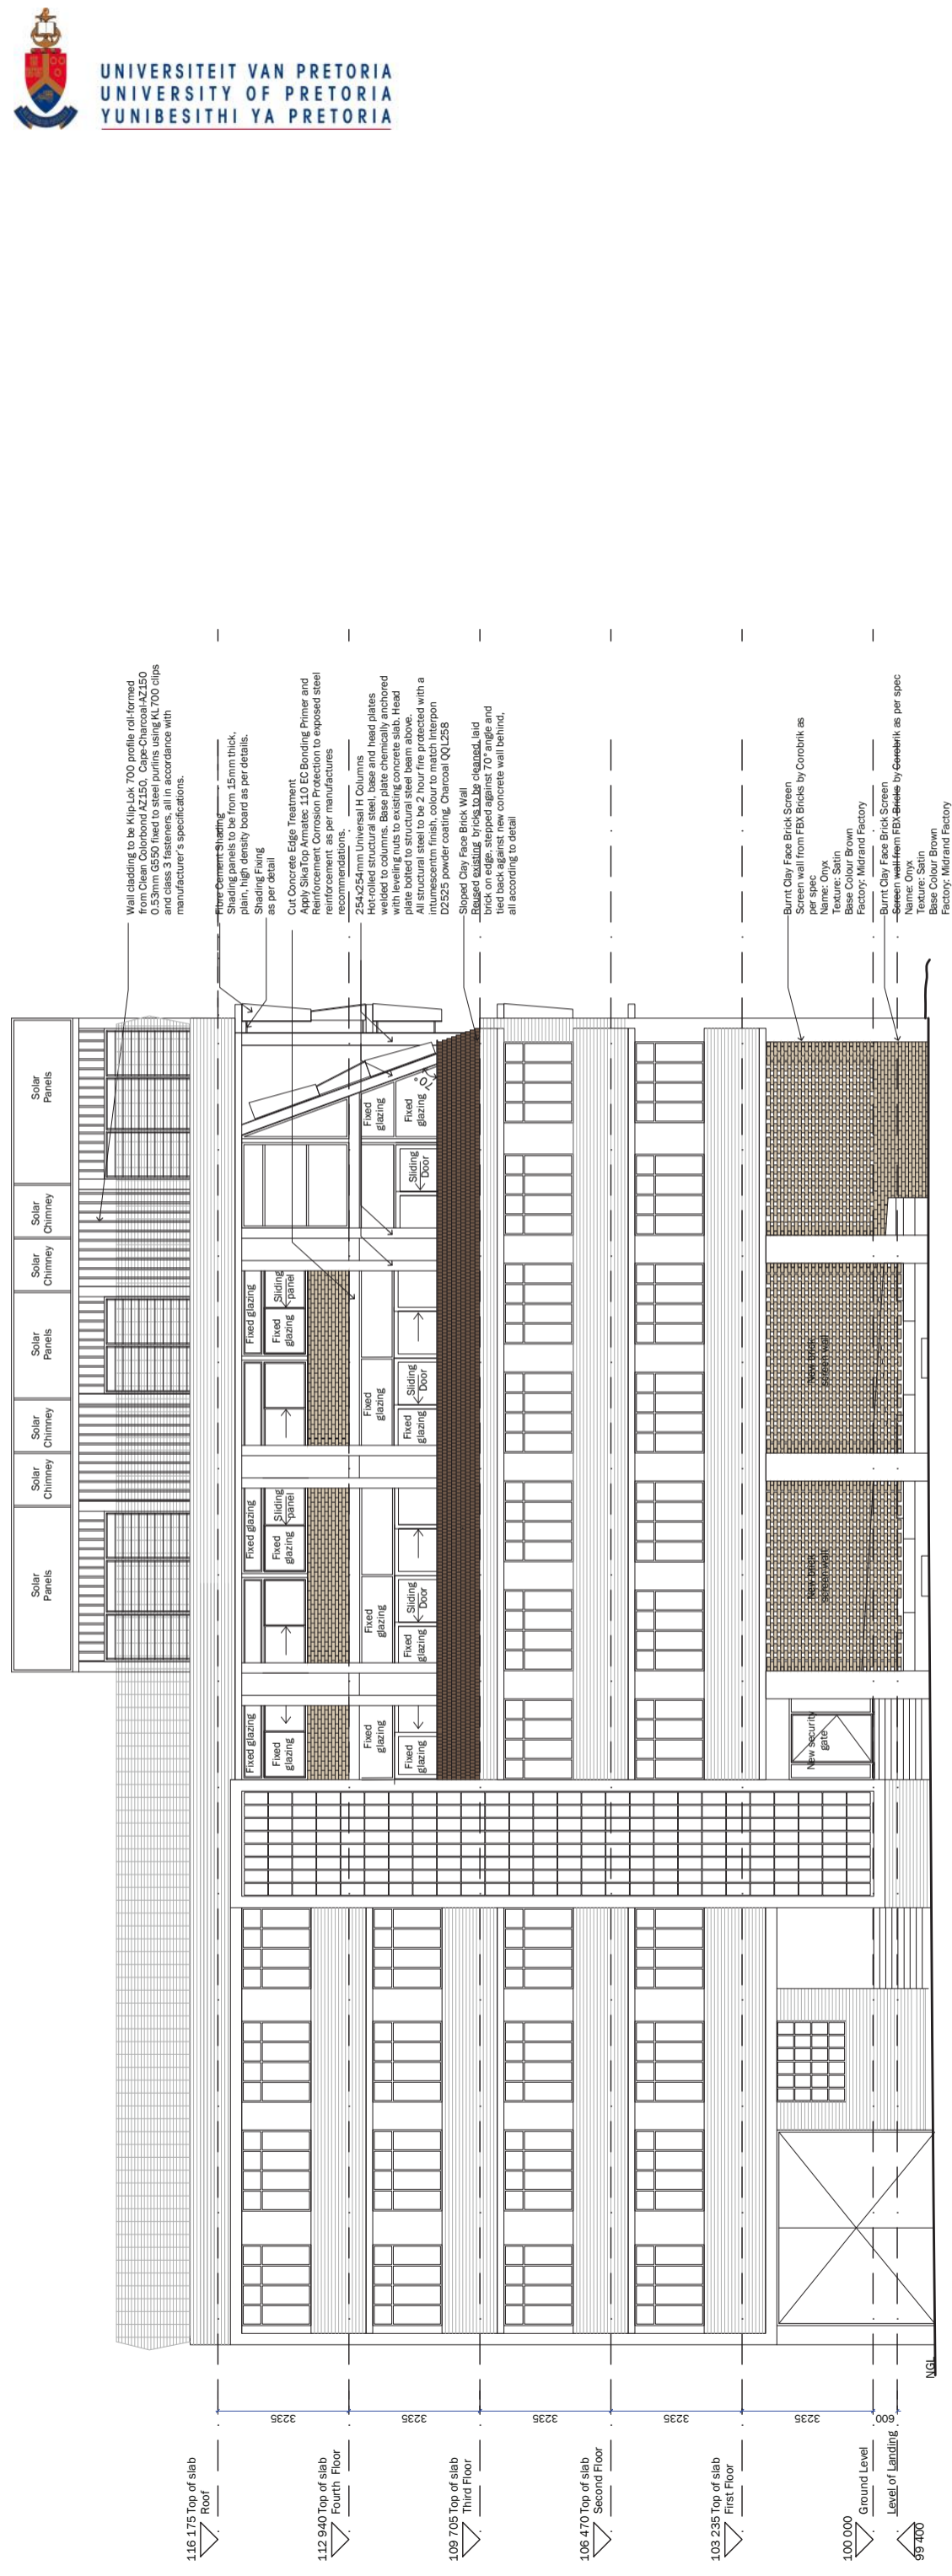 UNIVERSITEIT VAN PRETORIA
UNIVERSITY OF PRETORIA
YUNIBESITHI YA PRETORIA
Solar
Panels
Solar
Chimney
Solar
Chimney
Solar
Panels
Solar
Chimney
Solar
Chimney
Solar
Panels
Wall cladding to be Klip-Lok 700 profile roll-formed
from Clean Colorbond AZ150, Cape-Charcoal-AZ150
0.53mm G550 fixed to steel purlins using KL700 clips
and class 3 fasteners, all in accordance with
manufacturer's specifications.
Fibre Cement Shading
Shading panels to be from 15mm thick,
plain, high density board as per details.
Shading Fixing
as per detail
Cut Concrete Edge Treatment
Apply SikaTop Armatec 110 EC Bonding Primer and
Reinforcement Corrosion Protection to exposed steel
reinforcement as per manufactures
recommendations.
254x254mm Universal H Columns
Hot-rolled structural steel, base and head plates
welded to columns. Base plate chemically anchored
with leveling nuts to existing concrete slab. Head
plate bolted to structural steel beam above.
All structural steel to be 2 hour fire protected with a
intumescentm finish, colour to match Interpon
D2525 powder coating, Charcoal QQL258
Sloped Clay Face Brick Wall
Reused existing bricks to be cleaned, laid
brick on edge, stepped against 70° angle and
tied back against new concrete wall behind,
all according to detail
Burnt Clay Face Brick Screen
Screen wall from FBX Bricks by Corobrik as
per spec
Name: Onyx
Texture: Satin
Base Colour Brown
Factory: Midrand Factory
Burnt Clay Face Brick Screen
Screen wall from FBX Bricks by Corobrik as per spec
Name: Onyx
Texture: Satin
Base Colour Brown
Factory: Midrand Factory
Fixed glazing
Fixed
glazing
Fixed glazing
Fixed
glazing
Sliding
panel
Fixed glazing
Fixed
glazing
Sliding
panel
Fixed
glazing
Fixed
glazing
Fixed
glazing
Fixed
glazing
Sliding
Door
Fixed
glazing
Fixed
glazing
Sliding
Door
Sliding
Door
Fixed
glazing
Fixed
glazing
70°
New security
gate
New brick
screen wall
New brick
screen wall
NGL
3235
3235
3235
3235
3235
600
116 175 Top of slab
Roof
112 940 Top of slab
Fourth Floor
109 705 Top of slab
Third Floor
106 470 Top of slab
Second Floor
103 235 Top of slab
First Floor
100 000
Ground Level
Level of Landing
99 400